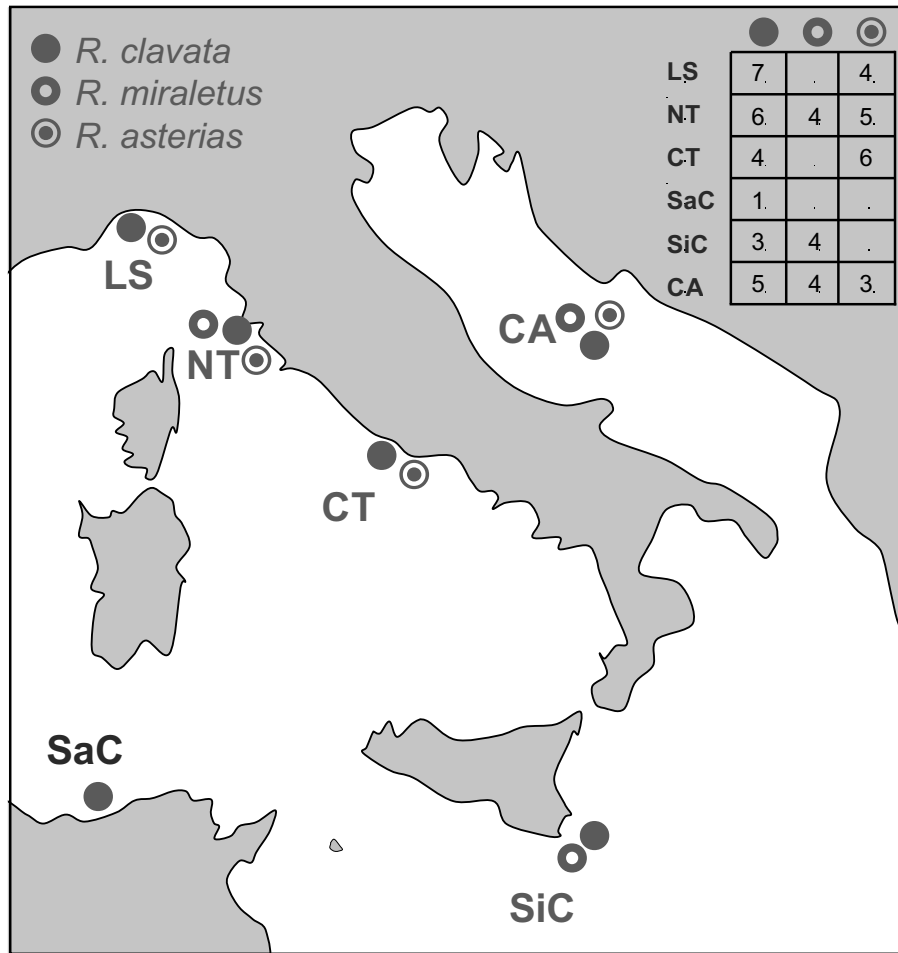 R. clavata
R. miraletus
R. asterias
LS 7. . 4.
NT 6. 4 5.
CT 4. . 6
SaC 1. . .
SiC 3. 4 .
CA 5. 4. 3.
LS
NT
CA
CT
SaC
SiC